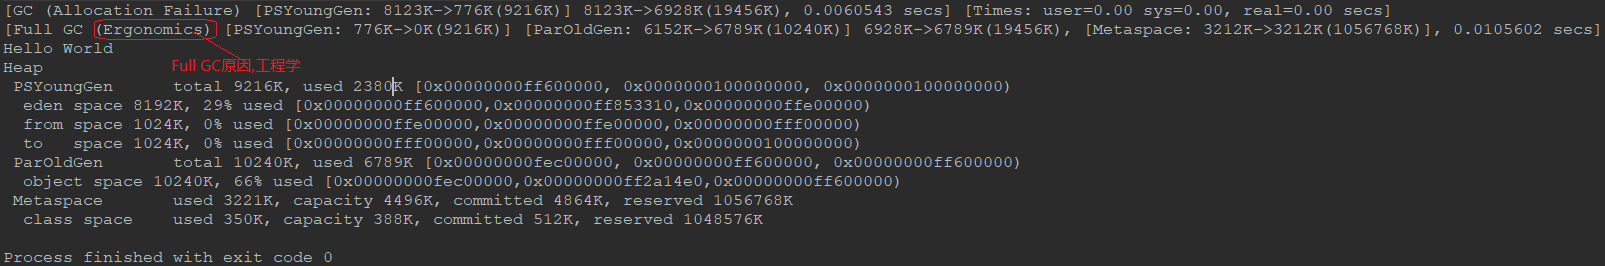 [GC (Allocation Failure) [PSYoungGen: 8123K->776K(9216K)] 8123K->6928K(19456K), 0.0060543 secs] [Times: user=0.00 sys=0.00, real=0.00 secs]
[Full GC (Ergonomics) [PSYoungGen: 776K->0K(9216K)] [ParOldGen: 6152K->6789K(10240K)] 6928K->6789K(19456K), [Metaspace: 3212K->3212K(1056768K)], 0.0105602 secs]
Hello World
Full GC原因,工程学
Heap
 PSYoungGen      total 9216K, used 2380K [0x00000000ff600000, 0x0000000100000000, 0x0000000100000000)
  eden space 8192K, 29% used [0x00000000ff600000,0x00000000ff853310,0x00000000ffe00000)
  from space 1024K, 0% used [0x00000000ffe00000,0x00000000ffe00000,0x00000000fff00000)
  to   space 1024K, 0% used [0x00000000fff00000,0x00000000fff00000,0x0000000100000000)
 ParOldGen       total 10240K, used 6789K [0x00000000fec00000, 0x00000000ff600000, 0x00000000ff600000)
  object space 10240K, 66% used [0x00000000fec00000,0x00000000ff2a14e0,0x00000000ff600000)
 Metaspace       used 3221K, capacity 4496K, committed 4864K, reserved 1056768K
  class space    used 350K, capacity 388K, committed 512K, reserved 1048576K
Process finished with exit code 0